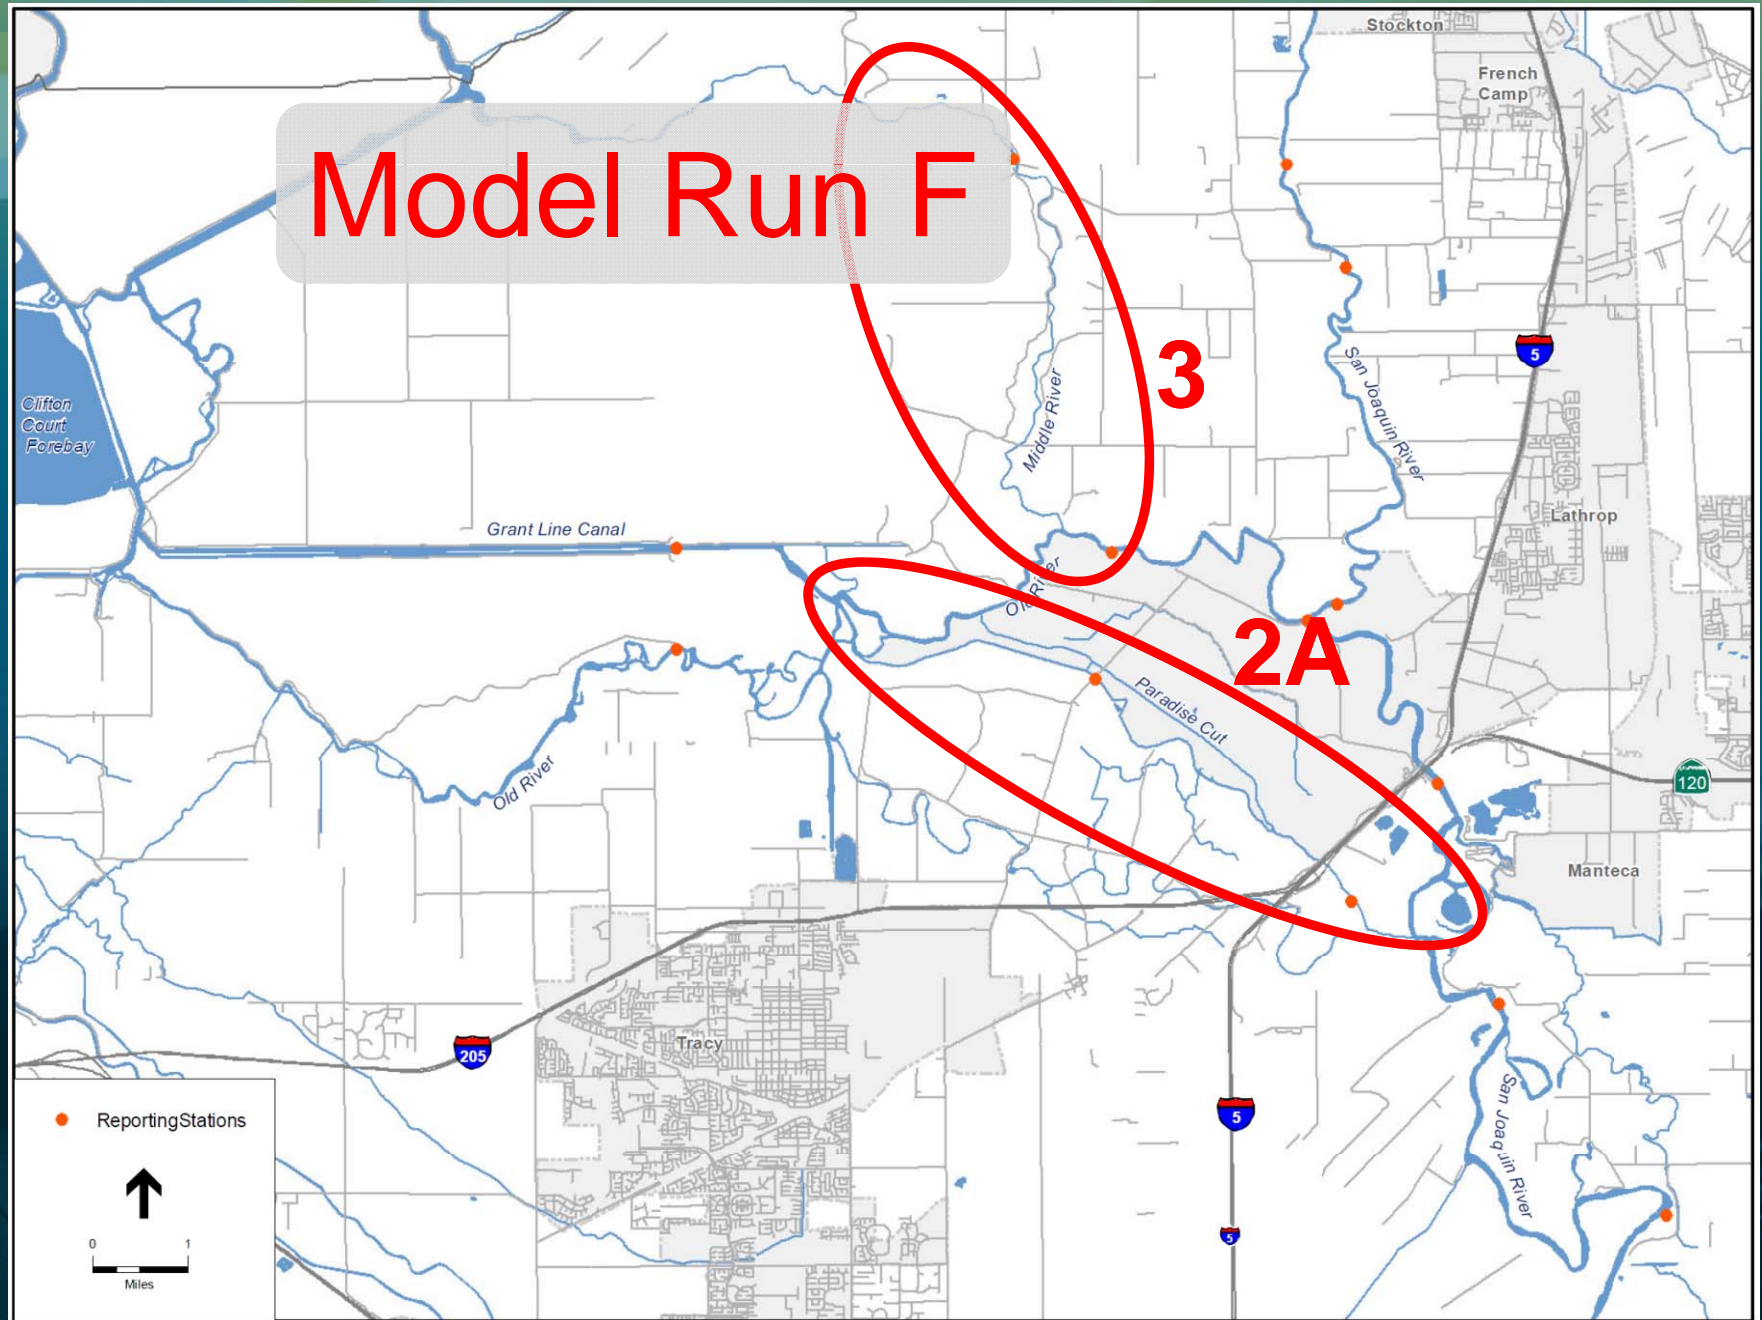 Stockton
French
Camp
Model Run F
3
5
San Joaquin River
Middle River
Clifton
Court
Forebay
Lathrop
Grant Line Canal
Old River
2A
Paradise Cut
Old River
120
Manteca
Tracy
205
5
San Joaquin River
5
ReportingStations
0 1
Miles